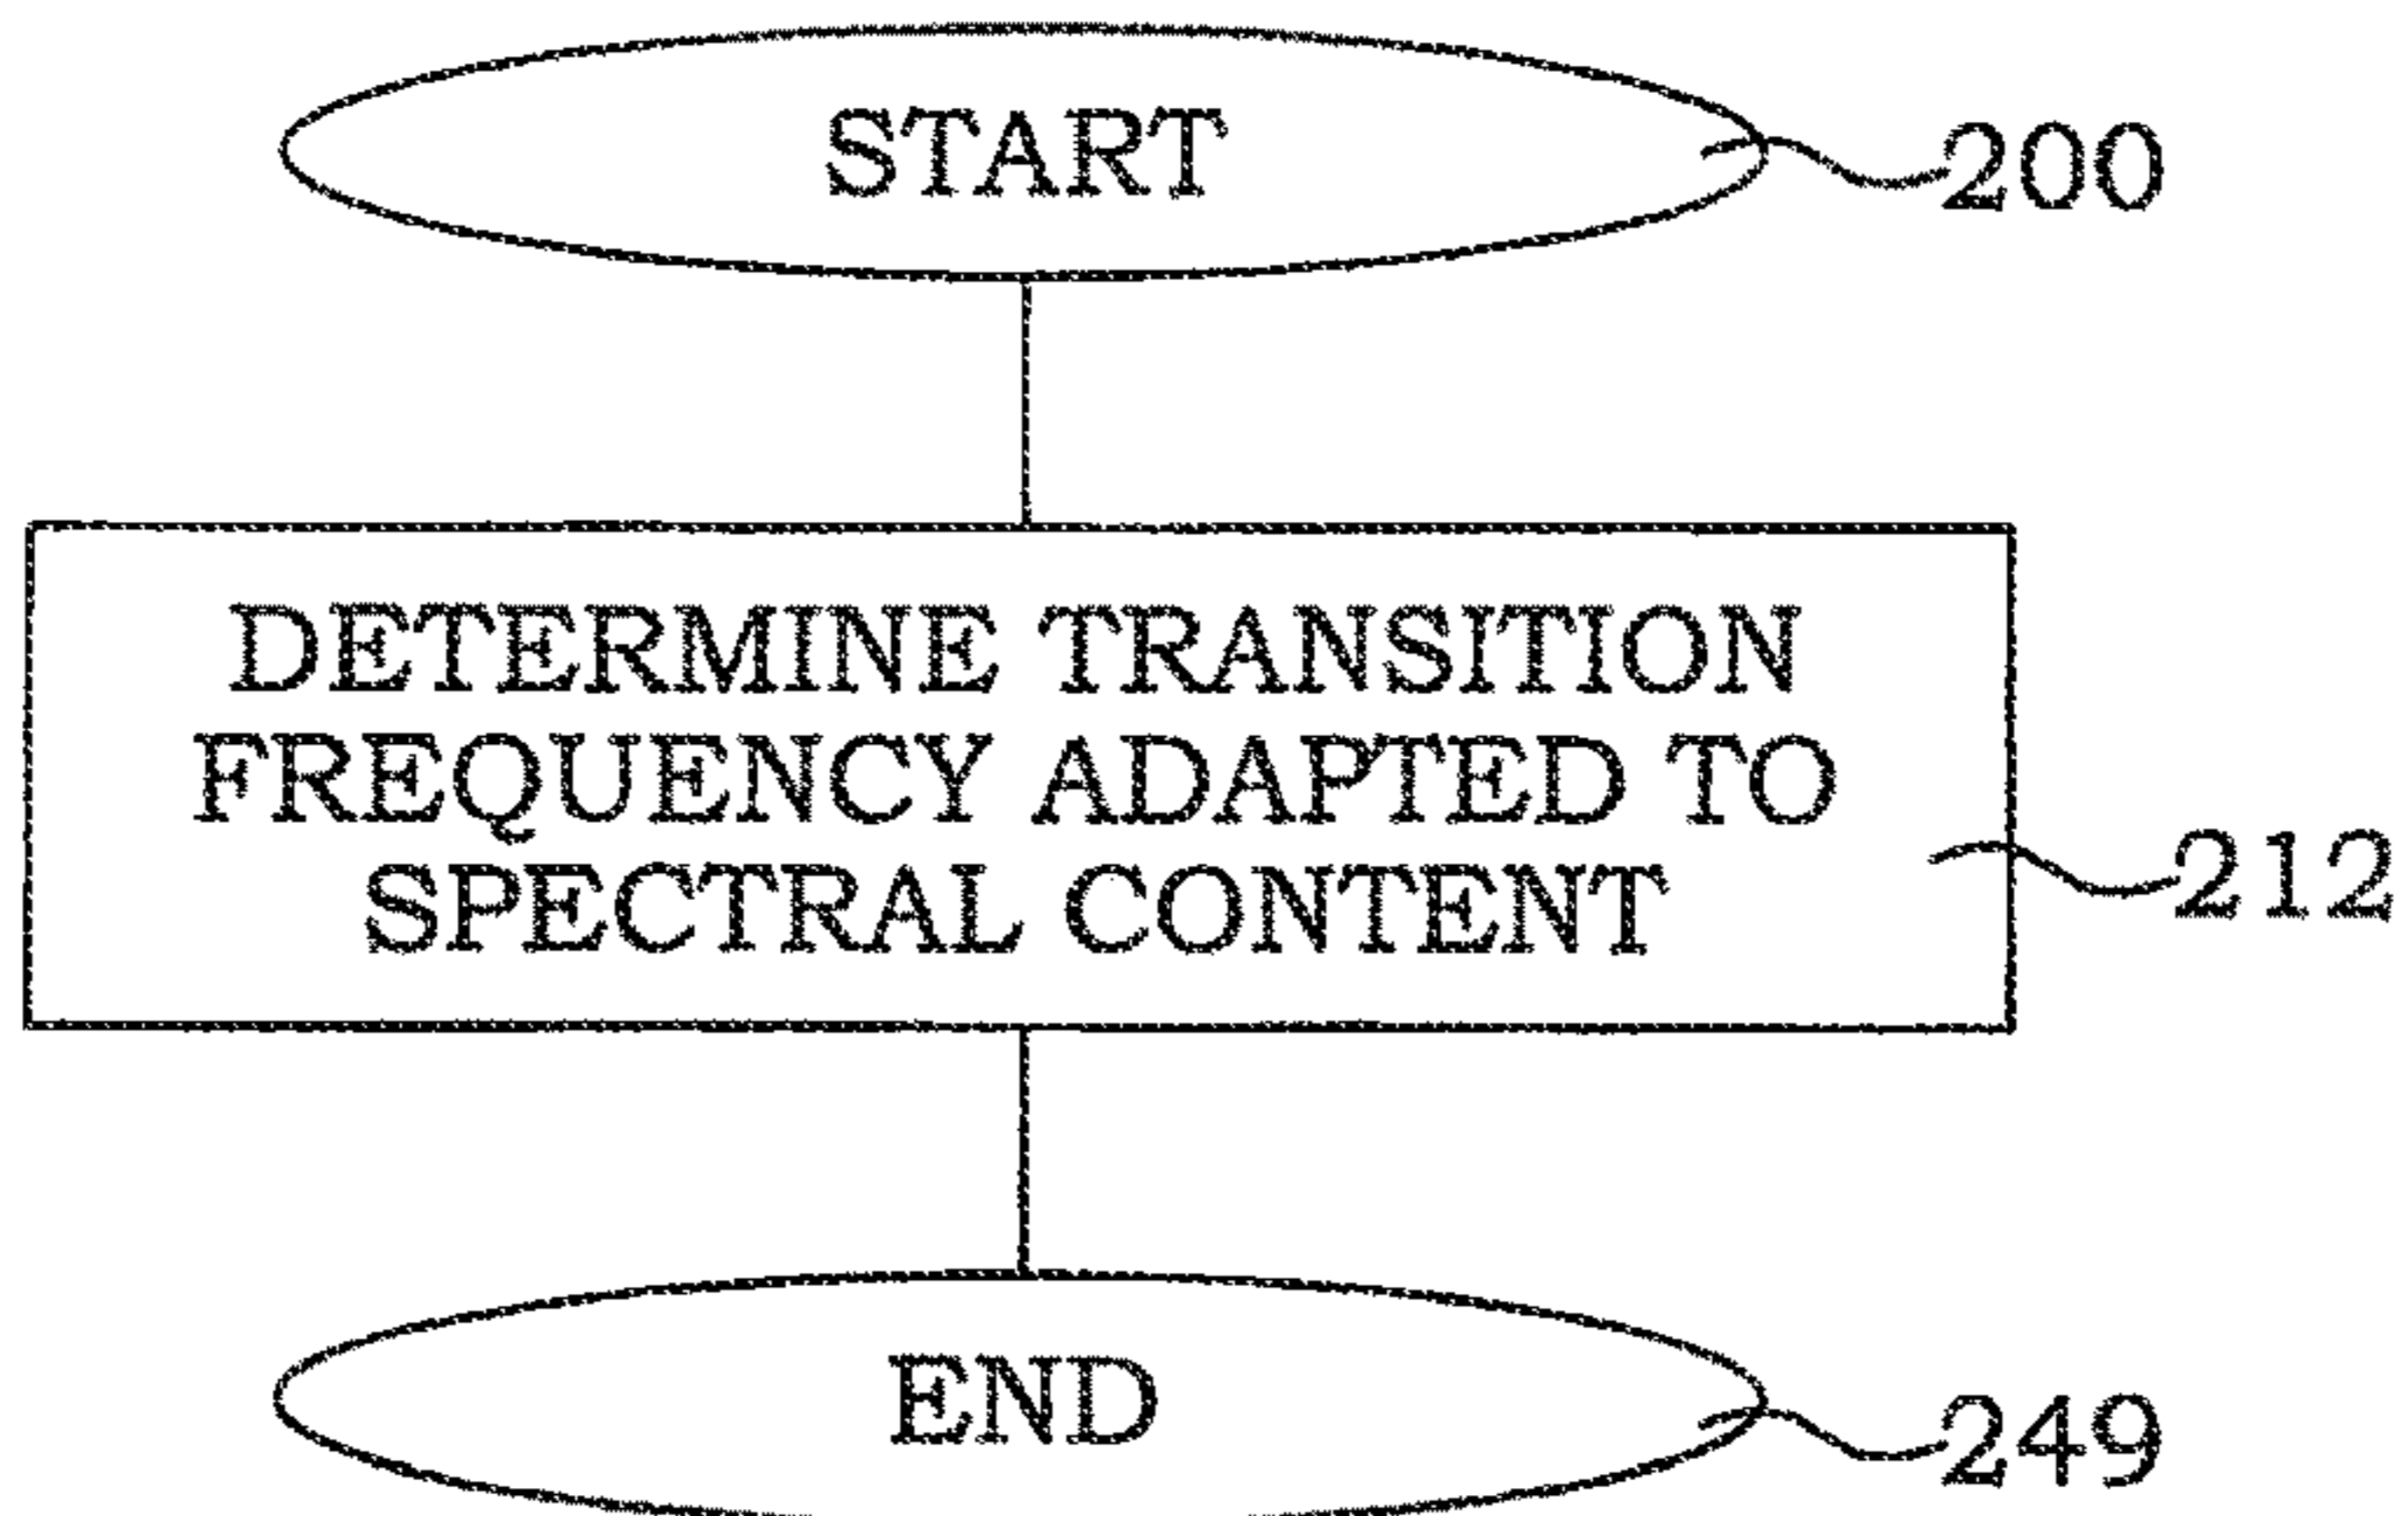 START
200
DETERMINE TRANSITION
FREQUENCY ADAPTED TO
SPECTRAL CONTENT
212
END
249